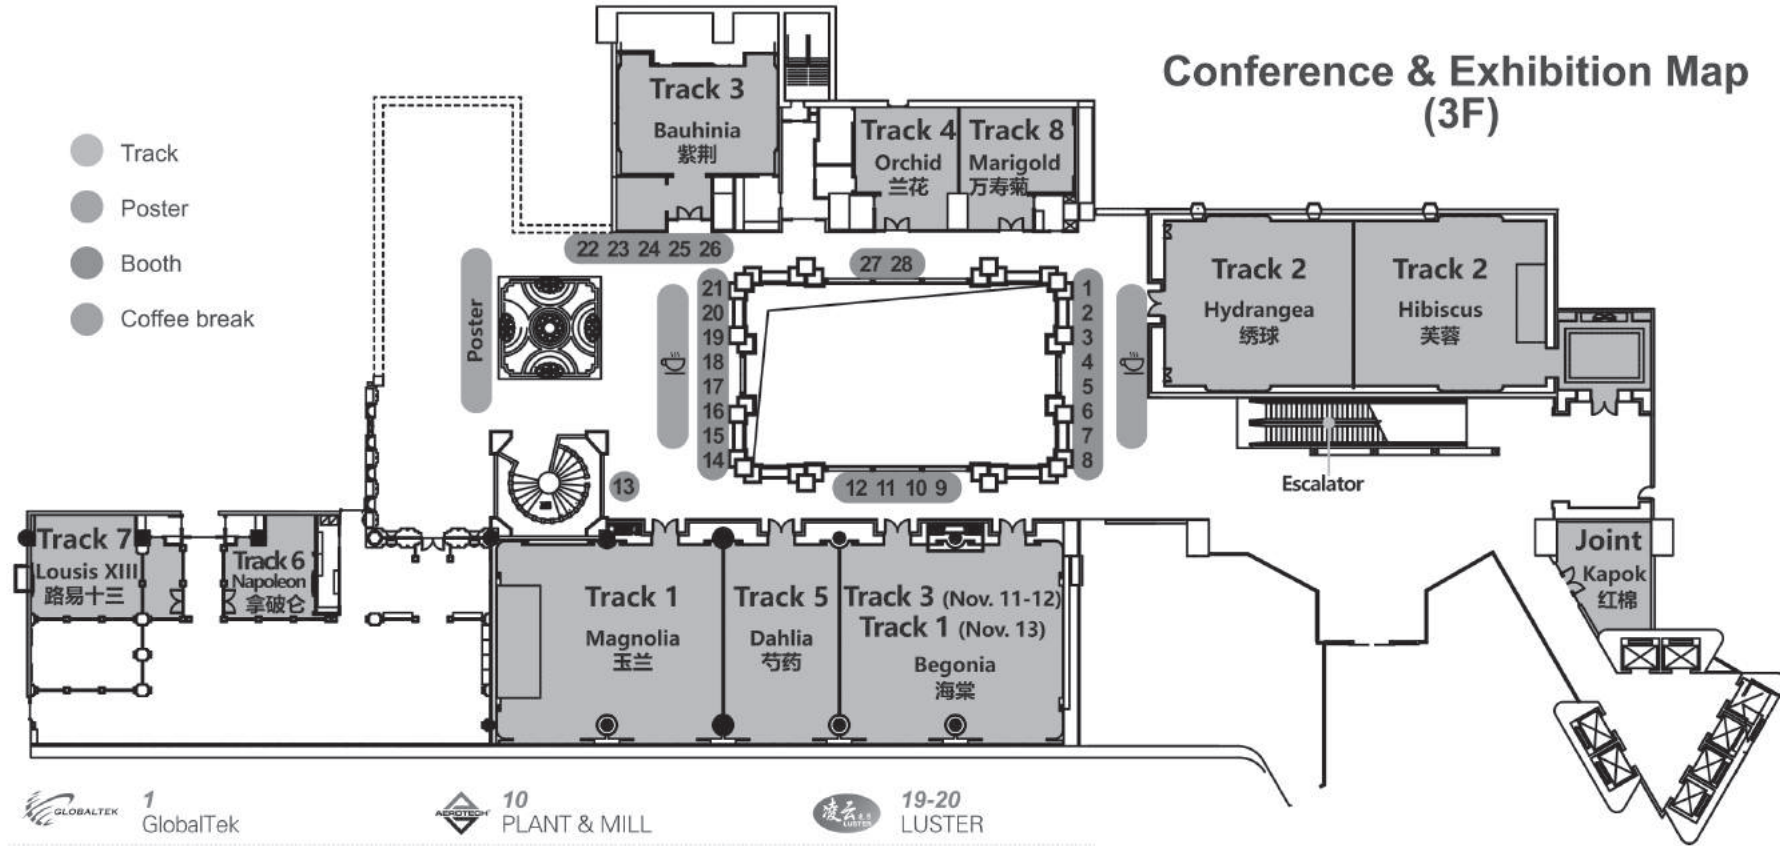 Conference & Exhibition Map
(3F)
Track
Poster
Booth
Coffee break
Track 3
Bauhinia
紫荆
Track 4
Orchid
兰花
Track 8
Marigold
万寿菊
Track 2
Hydrangea
绣球
Track 2
Hibiscus
芙蓉
22 23 24 25 26
27 28
Poster
21
20
19
18
17
16
15
14
1
2
3
4
5
6
7
8
13
12 11 10 9
Escalator
Track 7
Lousis XIII
路易十三
Track 6
Napoleon
拿破仑
Track 1
Magnolia
玉兰
Track 5
Dahlia
芍药
Track 3 (Nov. 11-12)
Track 1 (Nov. 13)
Begonia
海棠
Joint
Kapok
红棉
GLOBALTEK
1
GlobalTek
AEROTECH
10
PLANT & MILL
凌云光
LUSTER
19-20
LUSTER